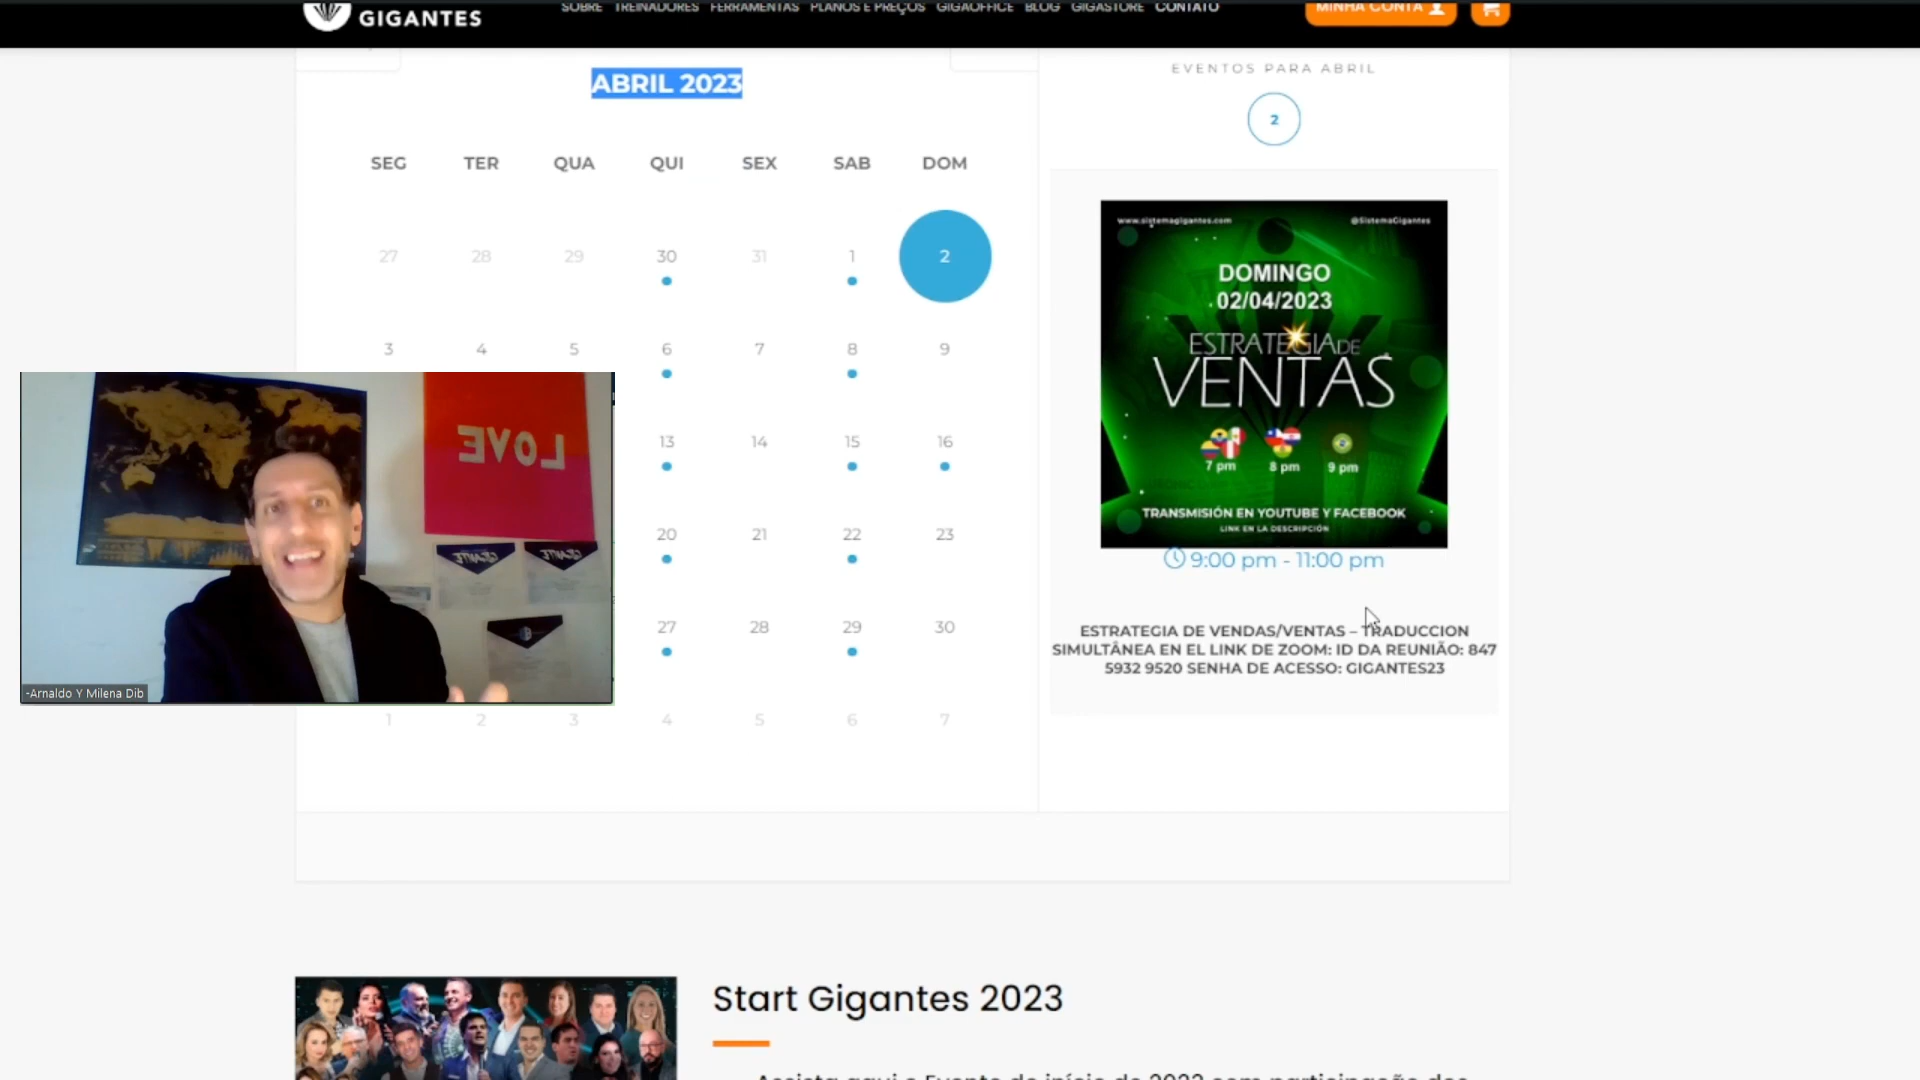 GIGANTES
SOBRE TREINADORES FERRAMENTAS PLANOS E PREÇOS GIGAOFFICE BLOG GIGASTORE CONTATO
MINHA CONTA
ABRIL 2023
SEG TER QUA QUI SEX SAB DOM
27 28 29 30 31 1 2
3 4 5 6 7 8 9
13 14 15 16
20 21 22 23
27 28 29 30
1 2 3 4 5 6 7
EVENTOS PARA ABRIL
2
www.sistemagigantes.com @SistemaGigantes
DOMINGO
02/04/2023
ESTRATEGIA DE
VENTAS
7 pm 8 pm 9 pm
TRANSMISIÓN EN YOUTUBE Y FACEBOOK
LINK EN LA DESCRIPCIÓN
9:00 pm - 11:00 pm
ESTRATEGIA DE VENDAS/VENTAS – TRADUCCION
SIMULTÂNEA EN EL LINK DE ZOOM: ID DA REUNIÃO: 847
5932 9520 SENHA DE ACESSO: GIGANTES23
LOVE
GIGANTE
GIGANTE
-Arnaldo Y Milena Dib
Start Gigantes 2023